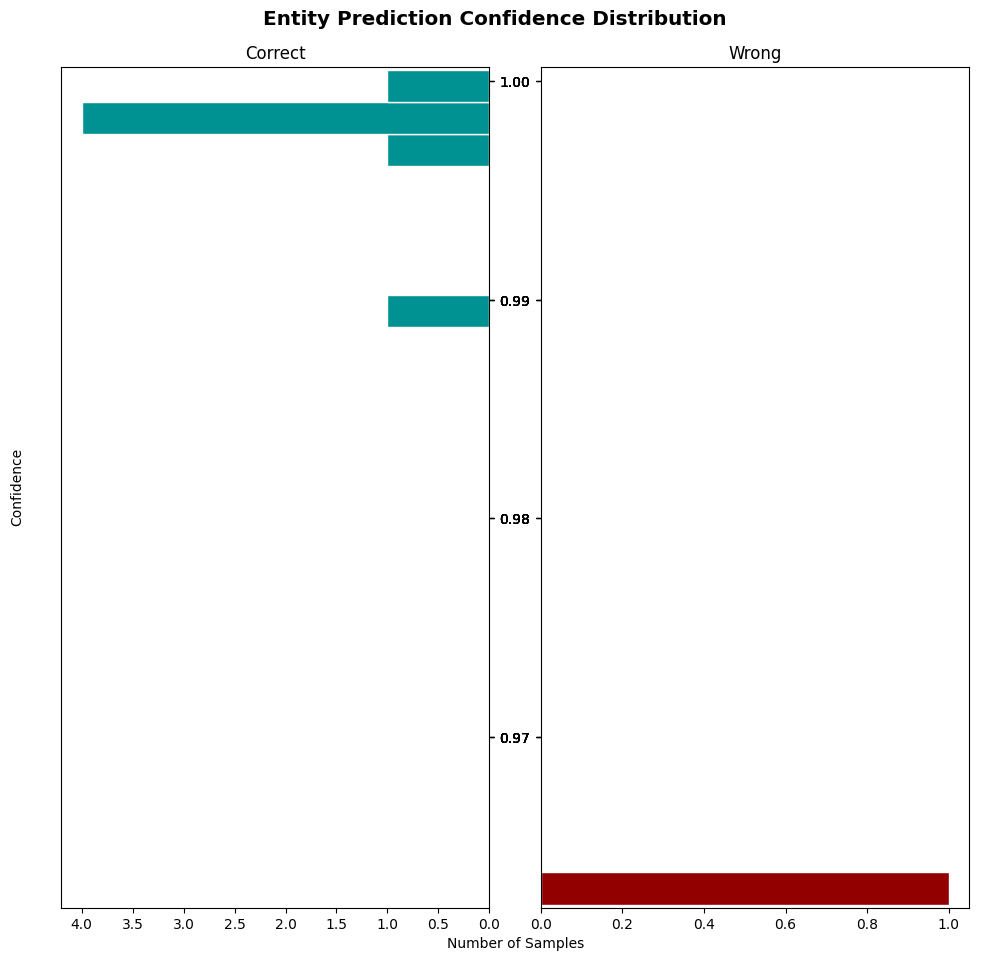 Entity Prediction Confidence Distribution
Correct
Wrong
1.00
0.99
0.98
0.97
Confidence
4.0 3.5 3.0 2.5 2.0 1.5 1.0 0.5 0.0
0.0 0.2 0.4 0.6 0.8 1.0
Number of Samples